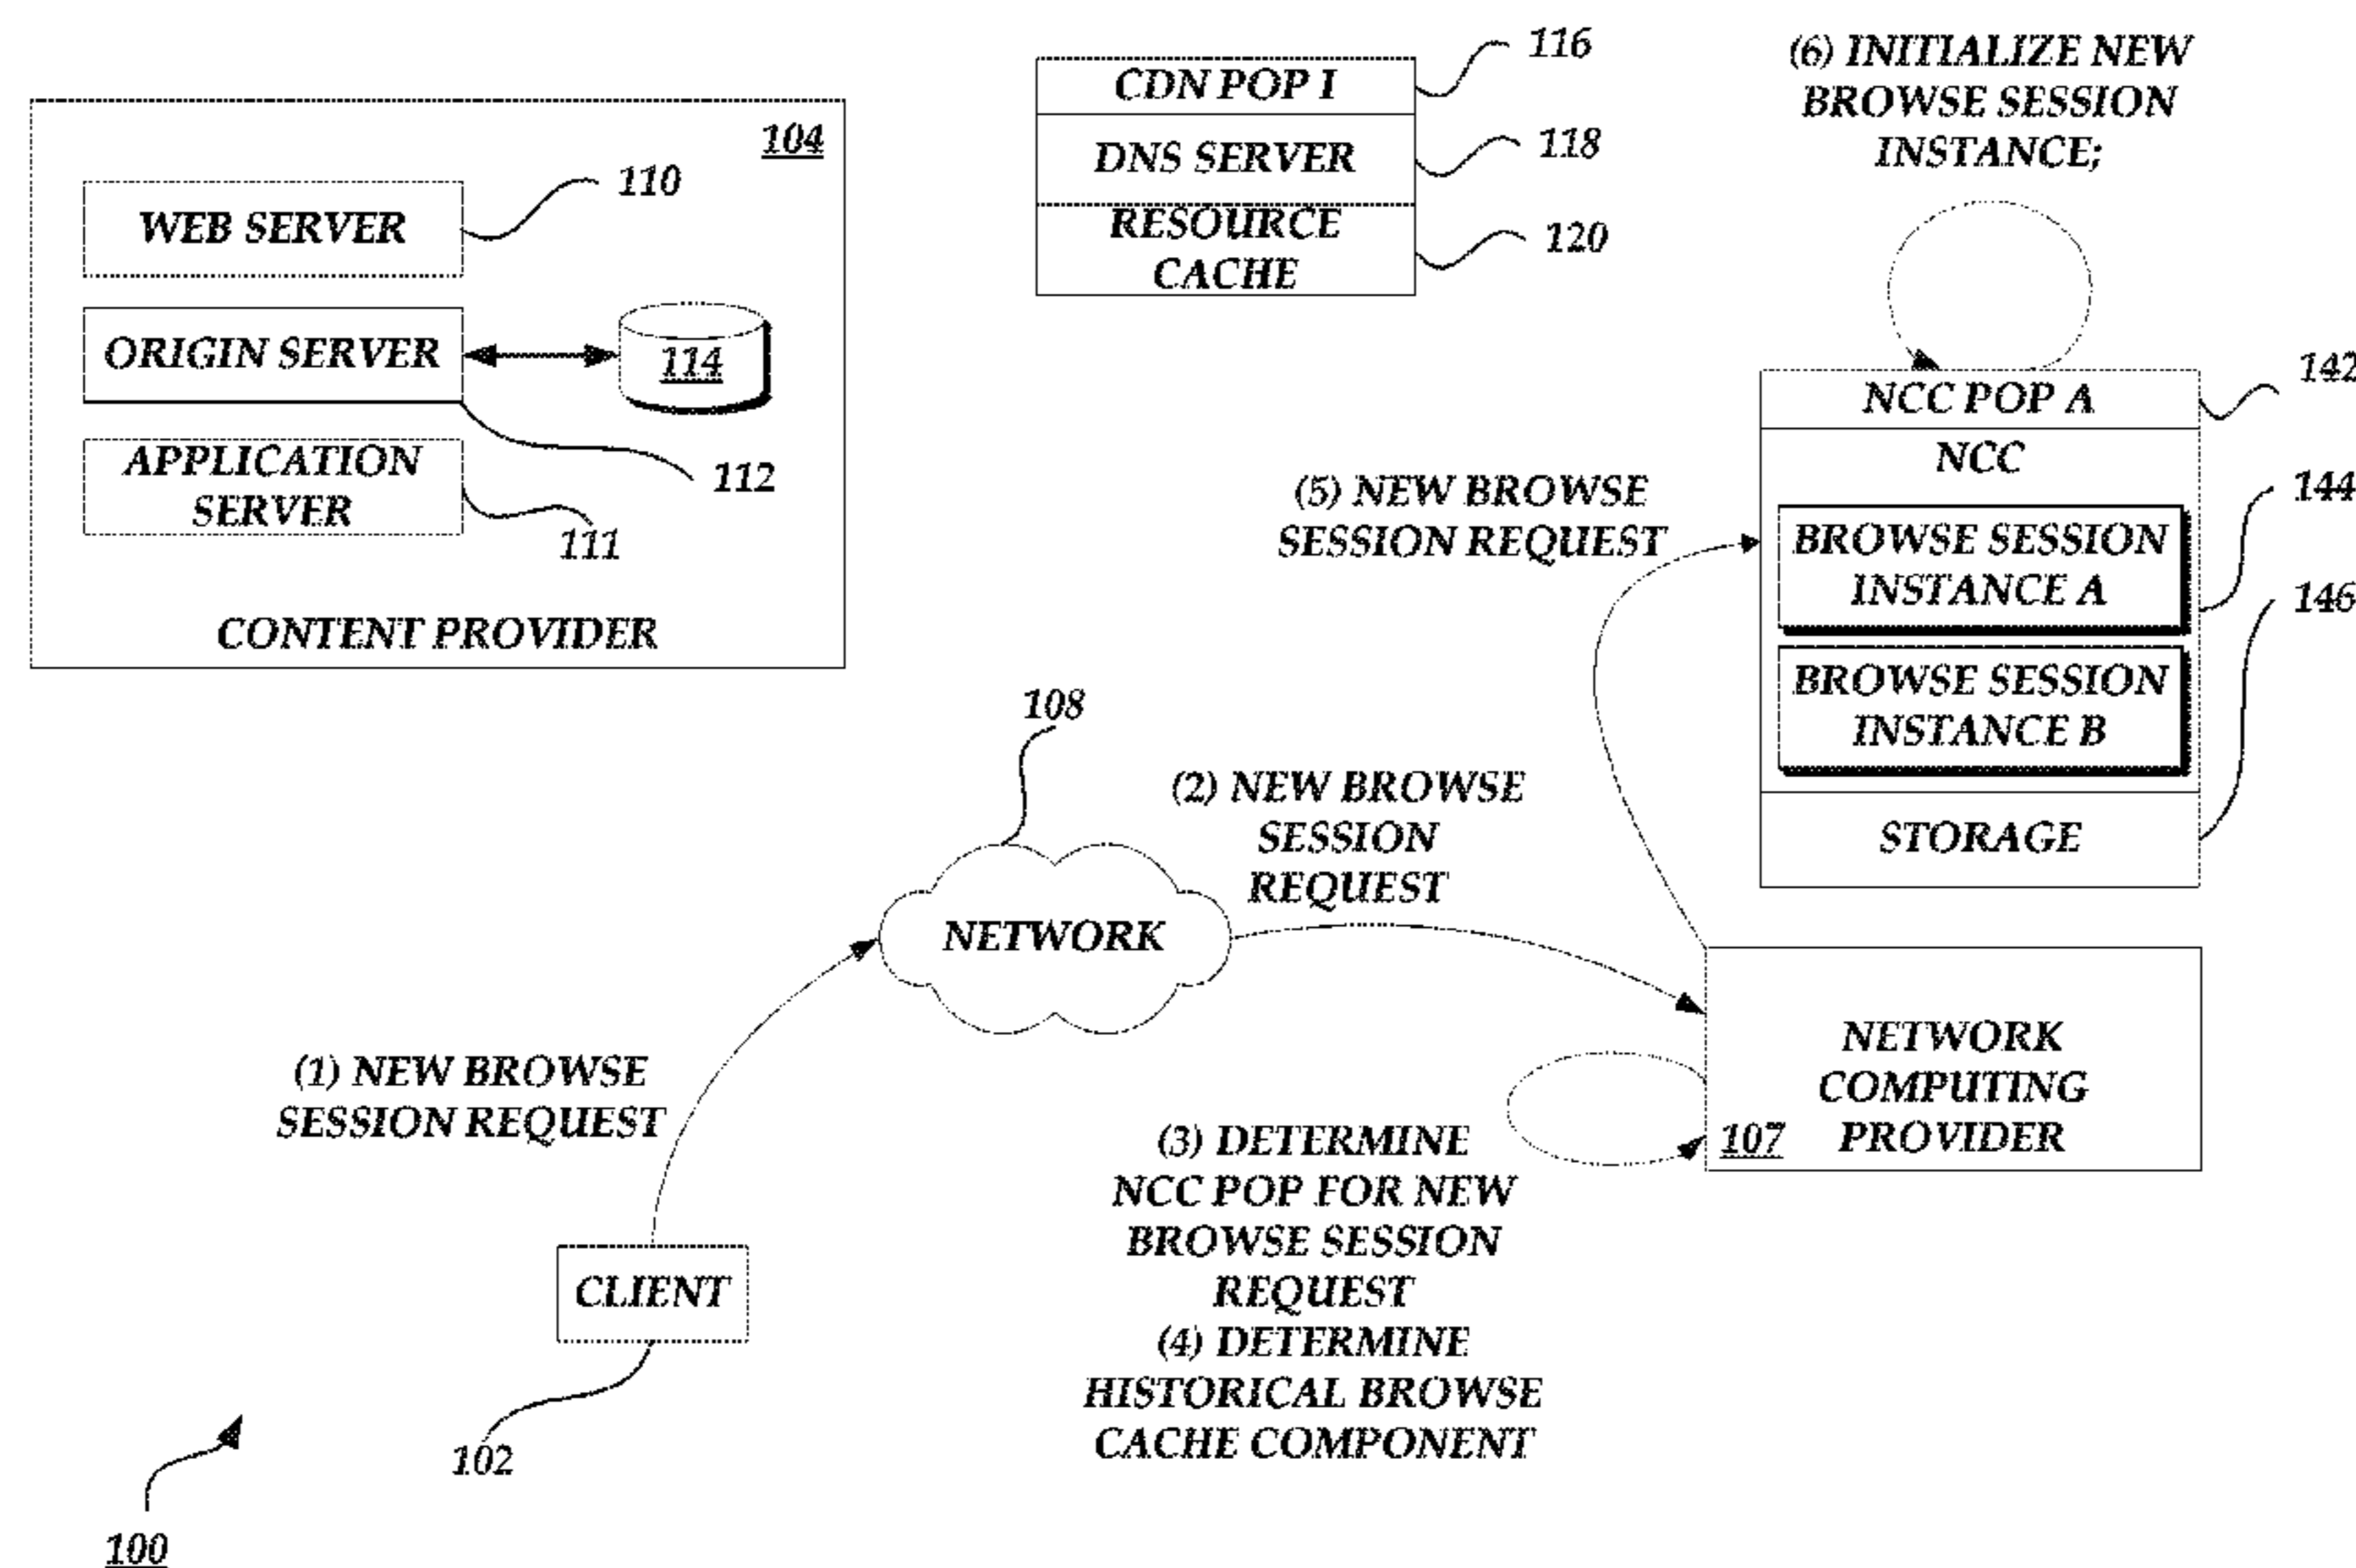 104
WEB SERVER
110
ORIGIN SERVER
114
112
APPLICATION
SERVER
111
CONTENT PROVIDER
CDN POP I
116
DNS SERVER
118
RESOURCE
CACHE
120
(6) INITIALIZE NEW
BROWSE SESSION
INSTANCE;
NCC POP A
142
NCC
144
BROWSE SESSION
INSTANCE A
146
BROWSE SESSION
INSTANCE B
STORAGE
(5) NEW BROWSE
SESSION REQUEST
108
(2) NEW BROWSE
SESSION
REQUEST
NETWORK
NETWORK
COMPUTING
PROVIDER
107
(1) NEW BROWSE
SESSION REQUEST
(3) DETERMINE
NCC POP FOR NEW
BROWSE SESSION
REQUEST
(4) DETERMINE
HISTORICAL BROWSE
CACHE COMPONENT
CLIENT
102
100